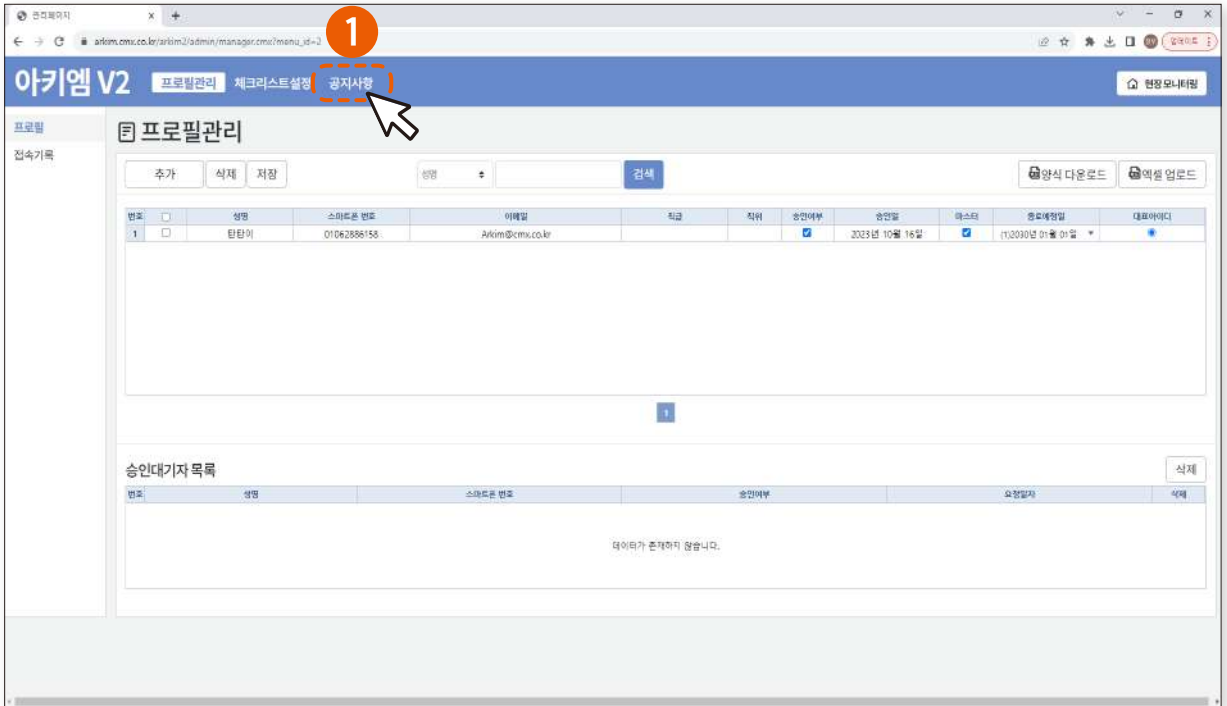 관리페이지
arkim.cmx.co.kr/arkim2/admin/manager.cmx?menu_id=2
업데이트
1
아키엠 V2 프로필관리 체크리스트설정 공지사항 현장모니터링
프로필
접속기록
프로필관리
추가 삭제 저장 성명 검색 양식 다운로드 엑셀 업로드
번호 성명 스마트폰 번호 이메일 직급 직위 승인여부 승인일 마스터 종료예정일 대표아이디
1 탄탄이 01062886158 Arkim@cmx.co.kr 2023년 10월 16일 (1)2030년 01월 01일
1
승인대기자 목록 삭제
번호 성명 스마트폰 번호 승인여부 요청일자 삭제
데이터가 존재하지 않습니다.